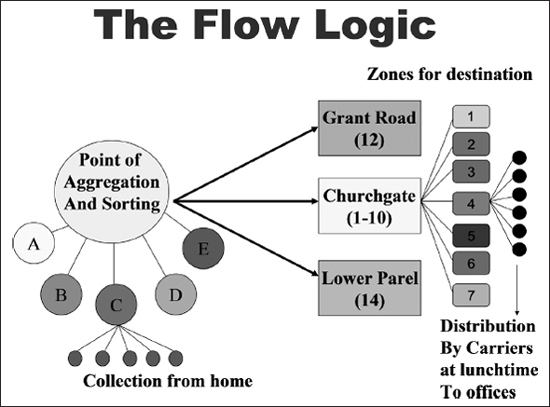 The Flow Logic
Zones for destination
Point of
Aggregation
And Sorting
A
B
C
D
E
Collection from home
Grant Road
(12)
Churchgate
(1-10)
Lower Parel
(14)
1
2
3
4
5
6
7
Distribution
By Carriers
at lunchtime
To offices